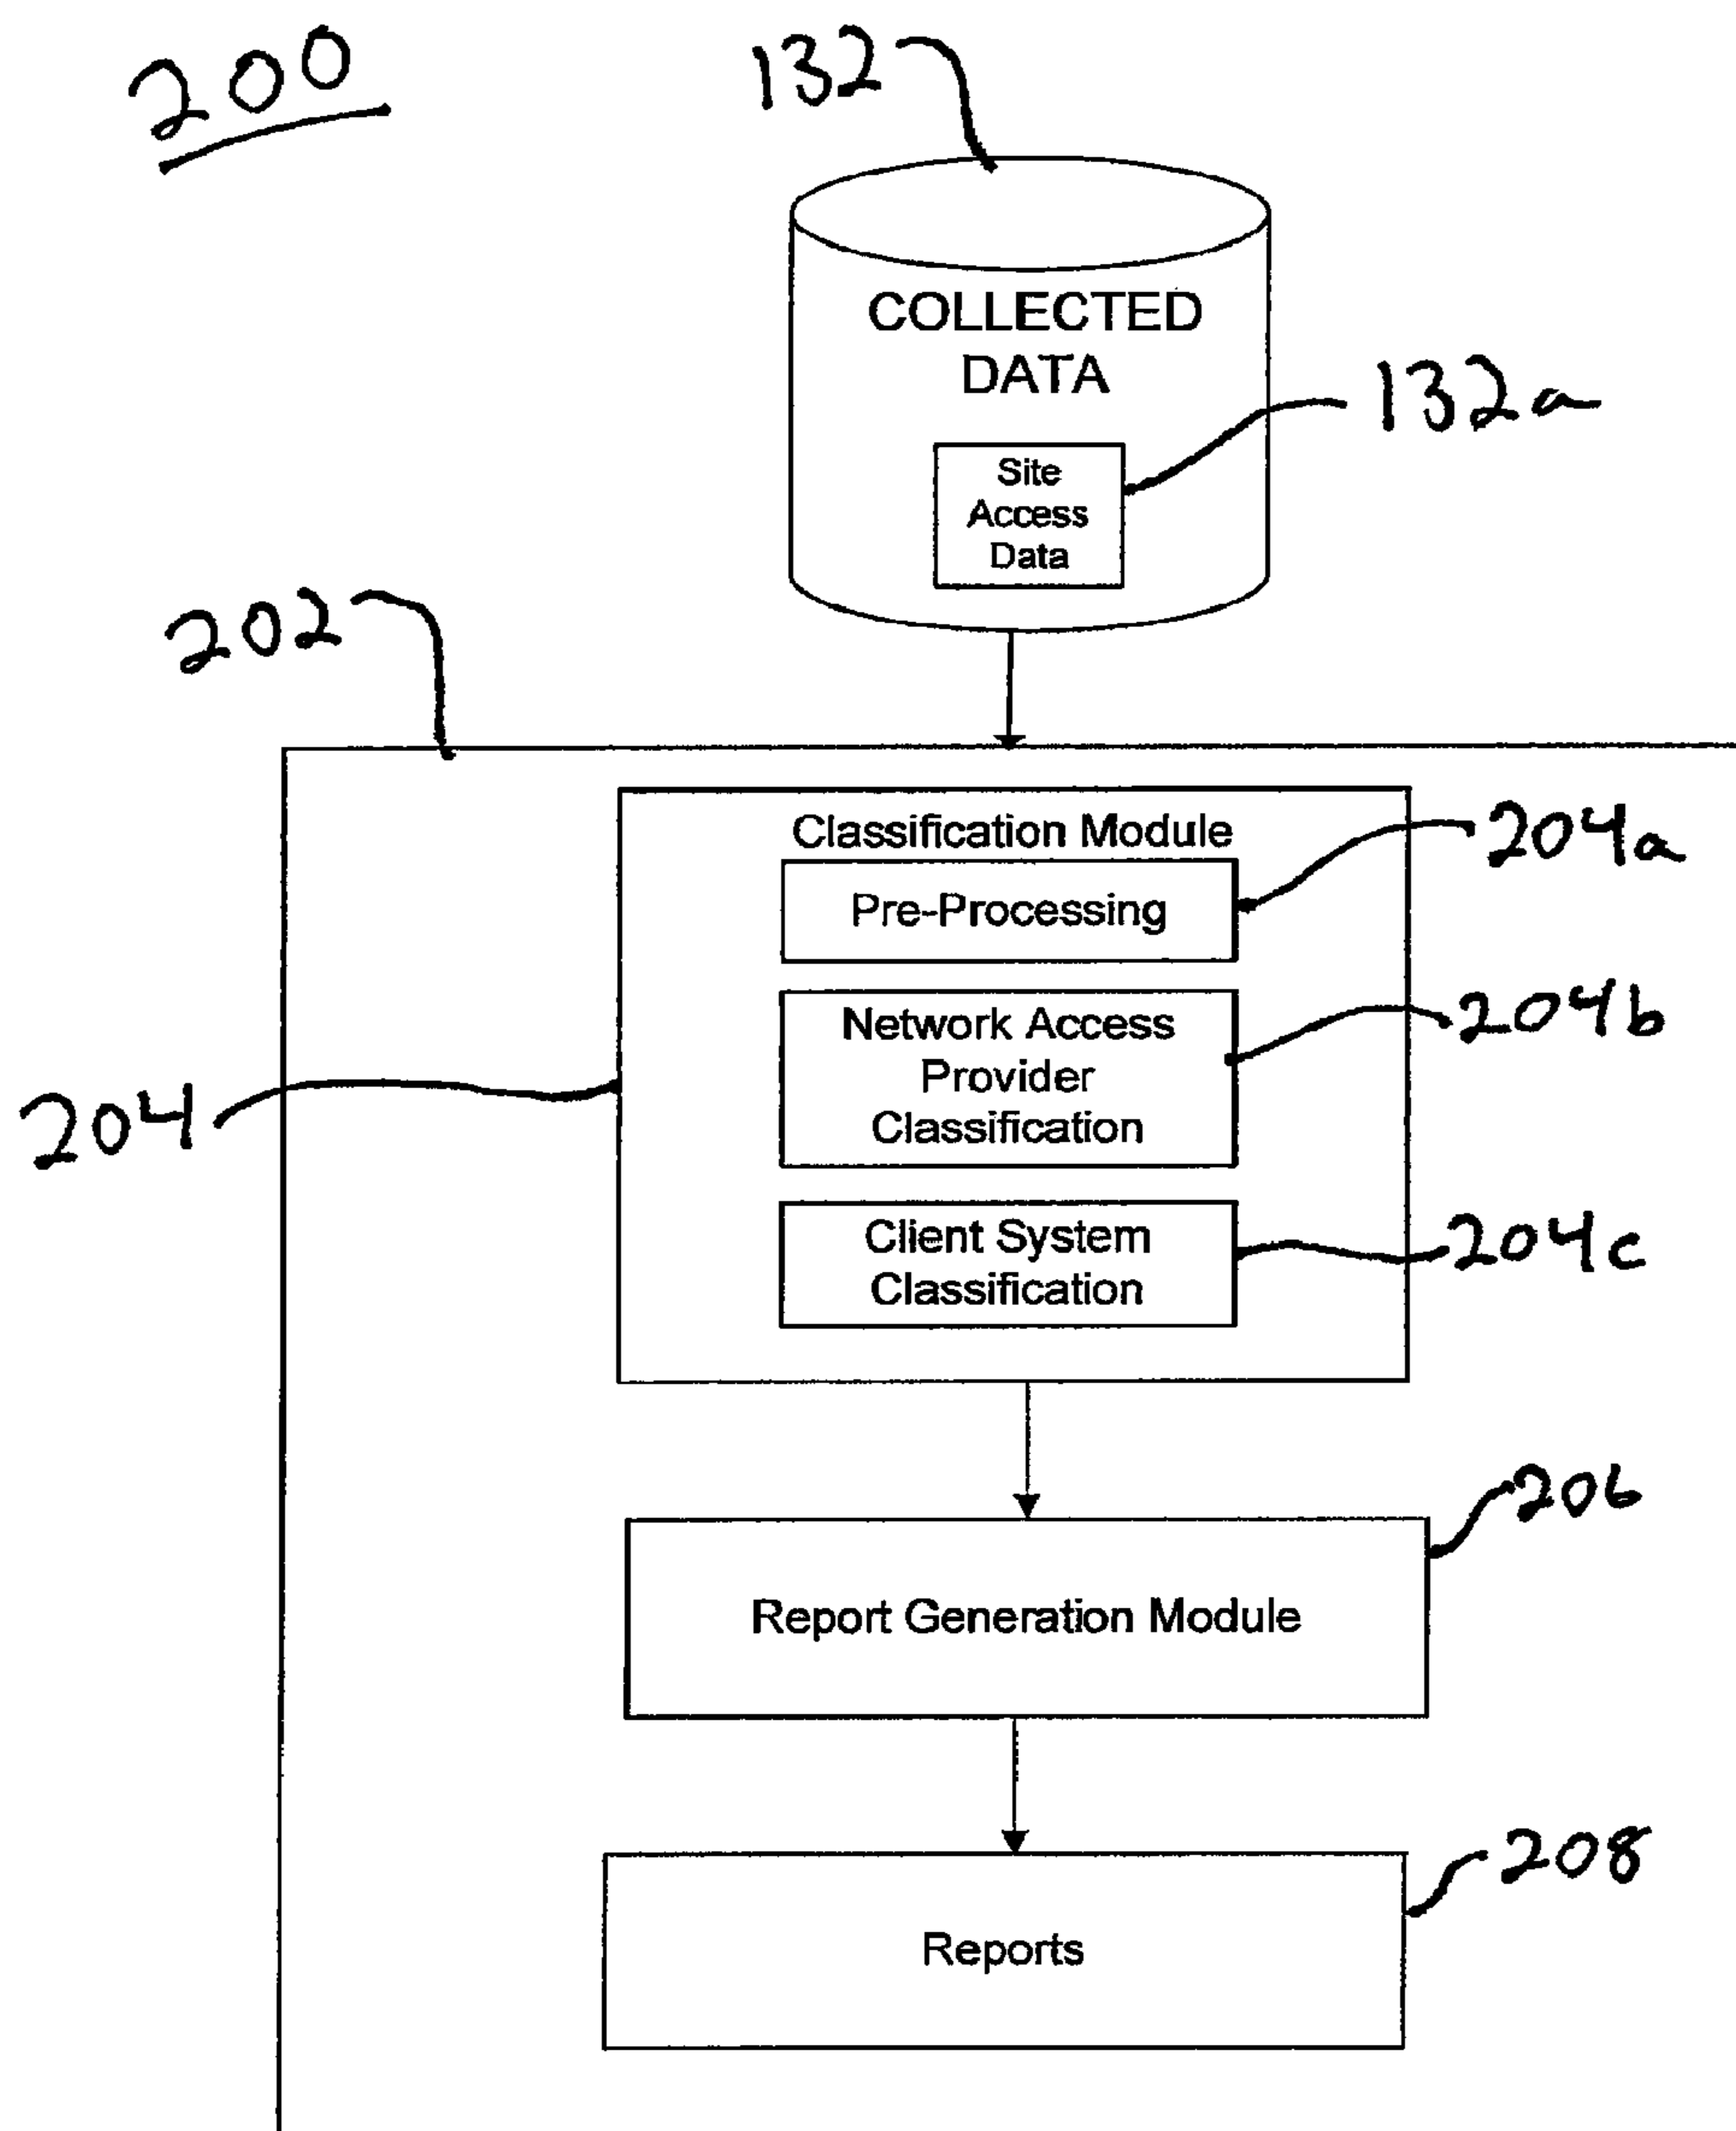 200
132
COLLECTED
DATA
132a
Site
Access
Data
202
Classification Module
204a
Pre-Processing
204b
Network Access
Provider
Classification
204
Client System
Classification
204c
206
Report Generation Module
208
Reports